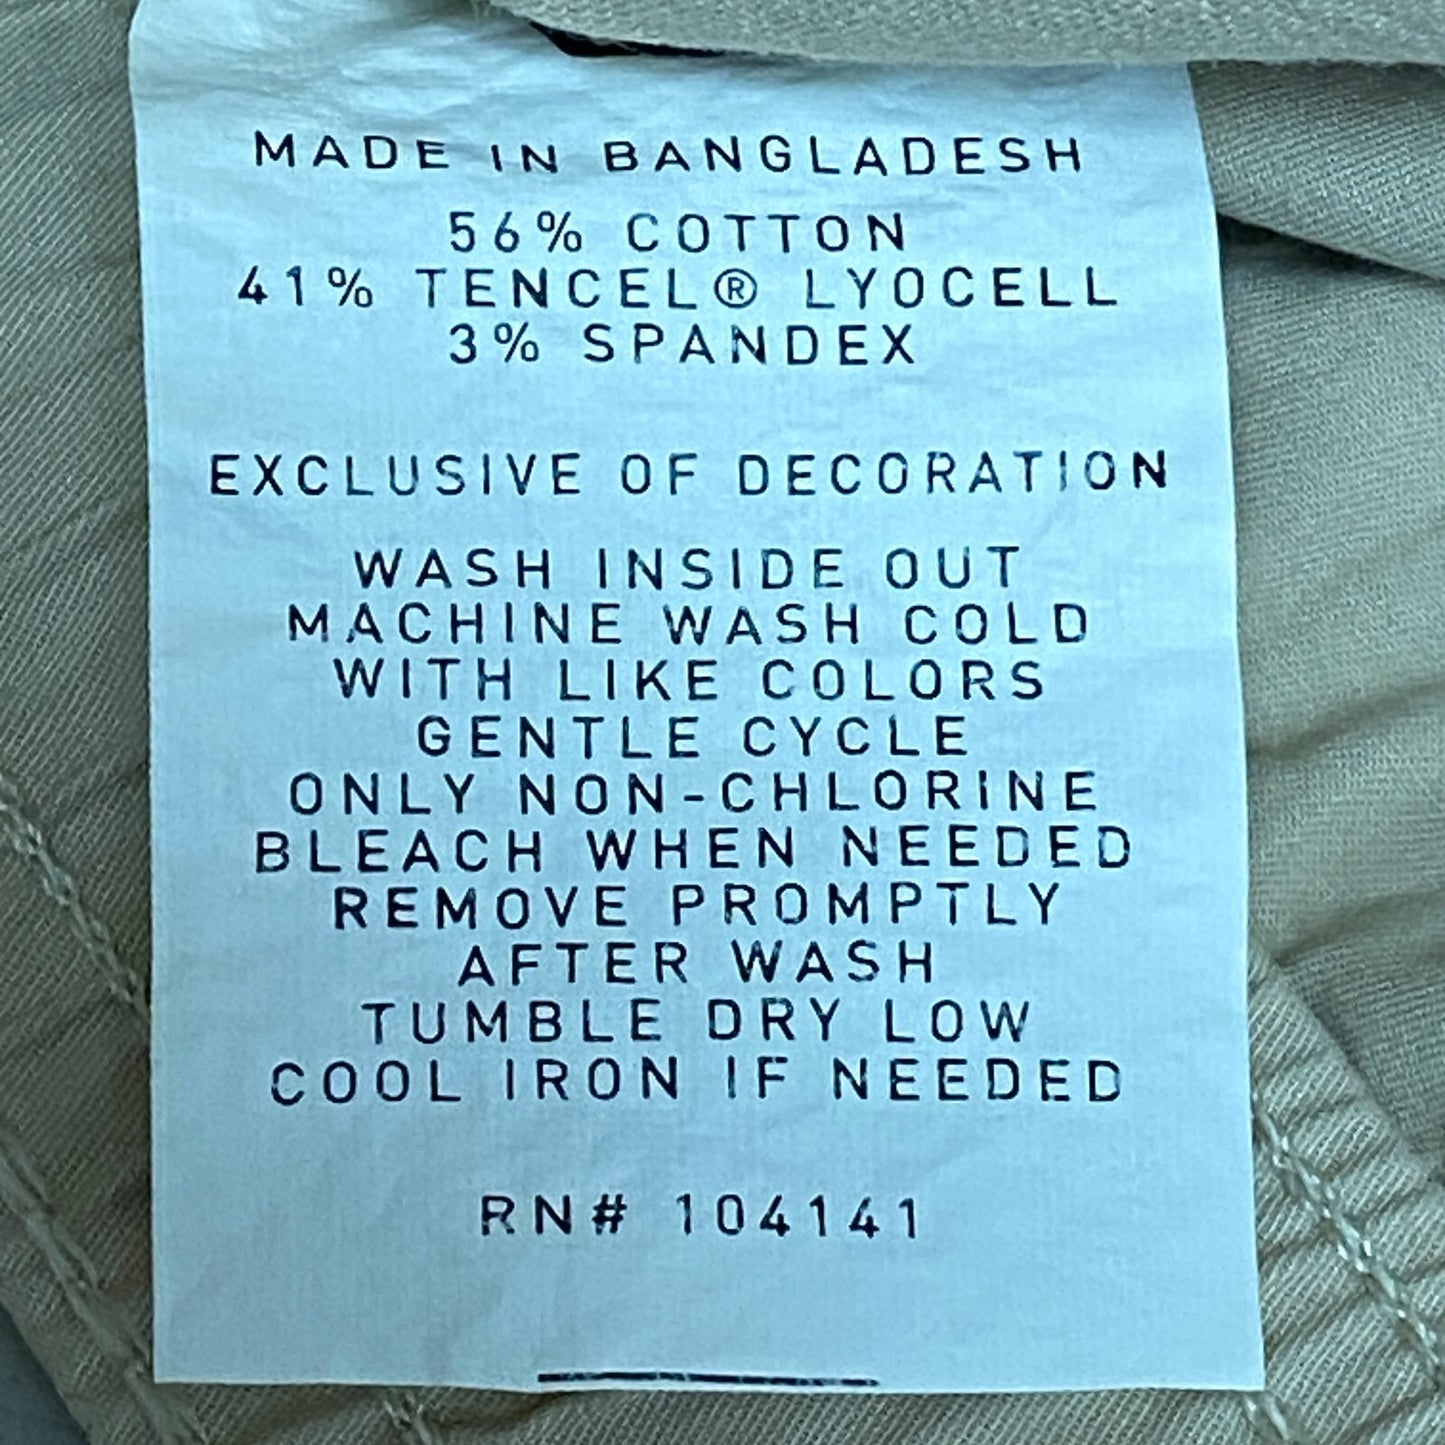 MADE IN BANGLADESH
56% COTTON
41% TENCEL® LYOCELL
3% SPANDEX
EXCLUSIVE OF DECORATION
WASH INSIDE OUT
MACHINE WASH COLD
WITH LIKE COLORS
GENTLE CYCLE
ONLY NON-CHLORINE
BLEACH WHEN NEEDED
REMOVE PROMPTLY
AFTER WASH
TUMBLE DRY LOW
COOL IRON IF NEEDED
RN# 104141